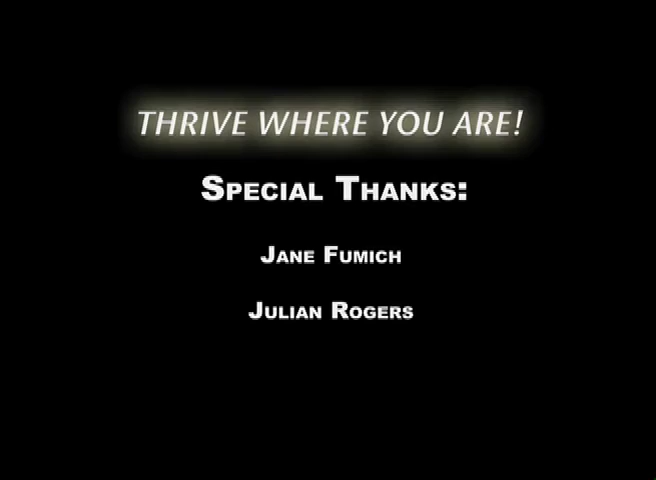 THRIVE WHERE YOU ARE!
SPECIAL THANKS:
JANE FUMICH
JULIAN ROGERS